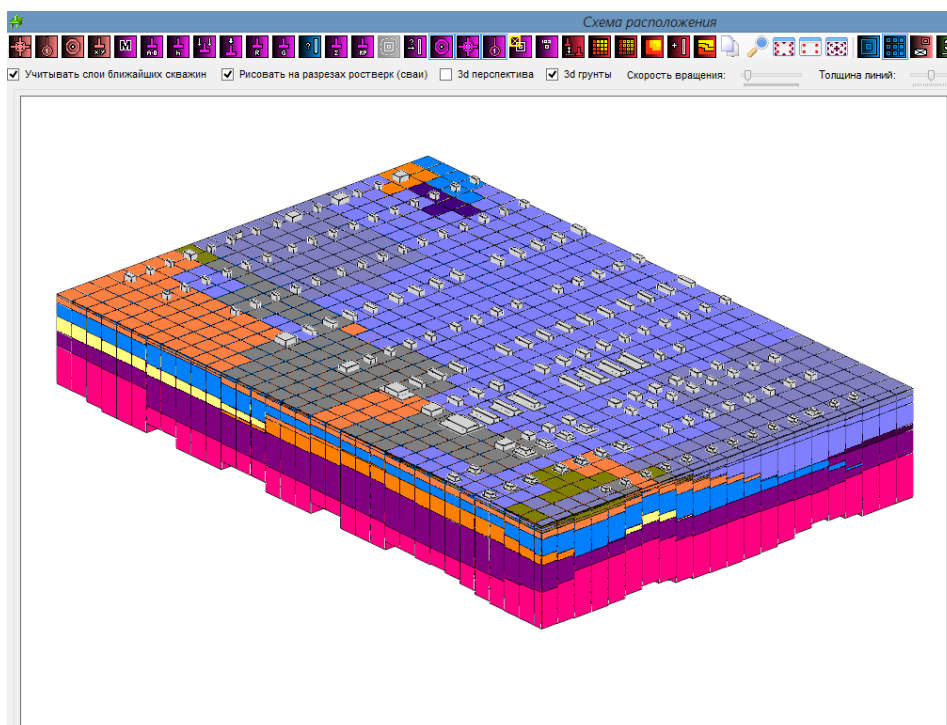 Схема расположения
Учитывать слои ближайших скважин Рисовать на разрезах ростверк (сваи) 3d перспектива 3d грунты Скорость вращения: Толщина линий: